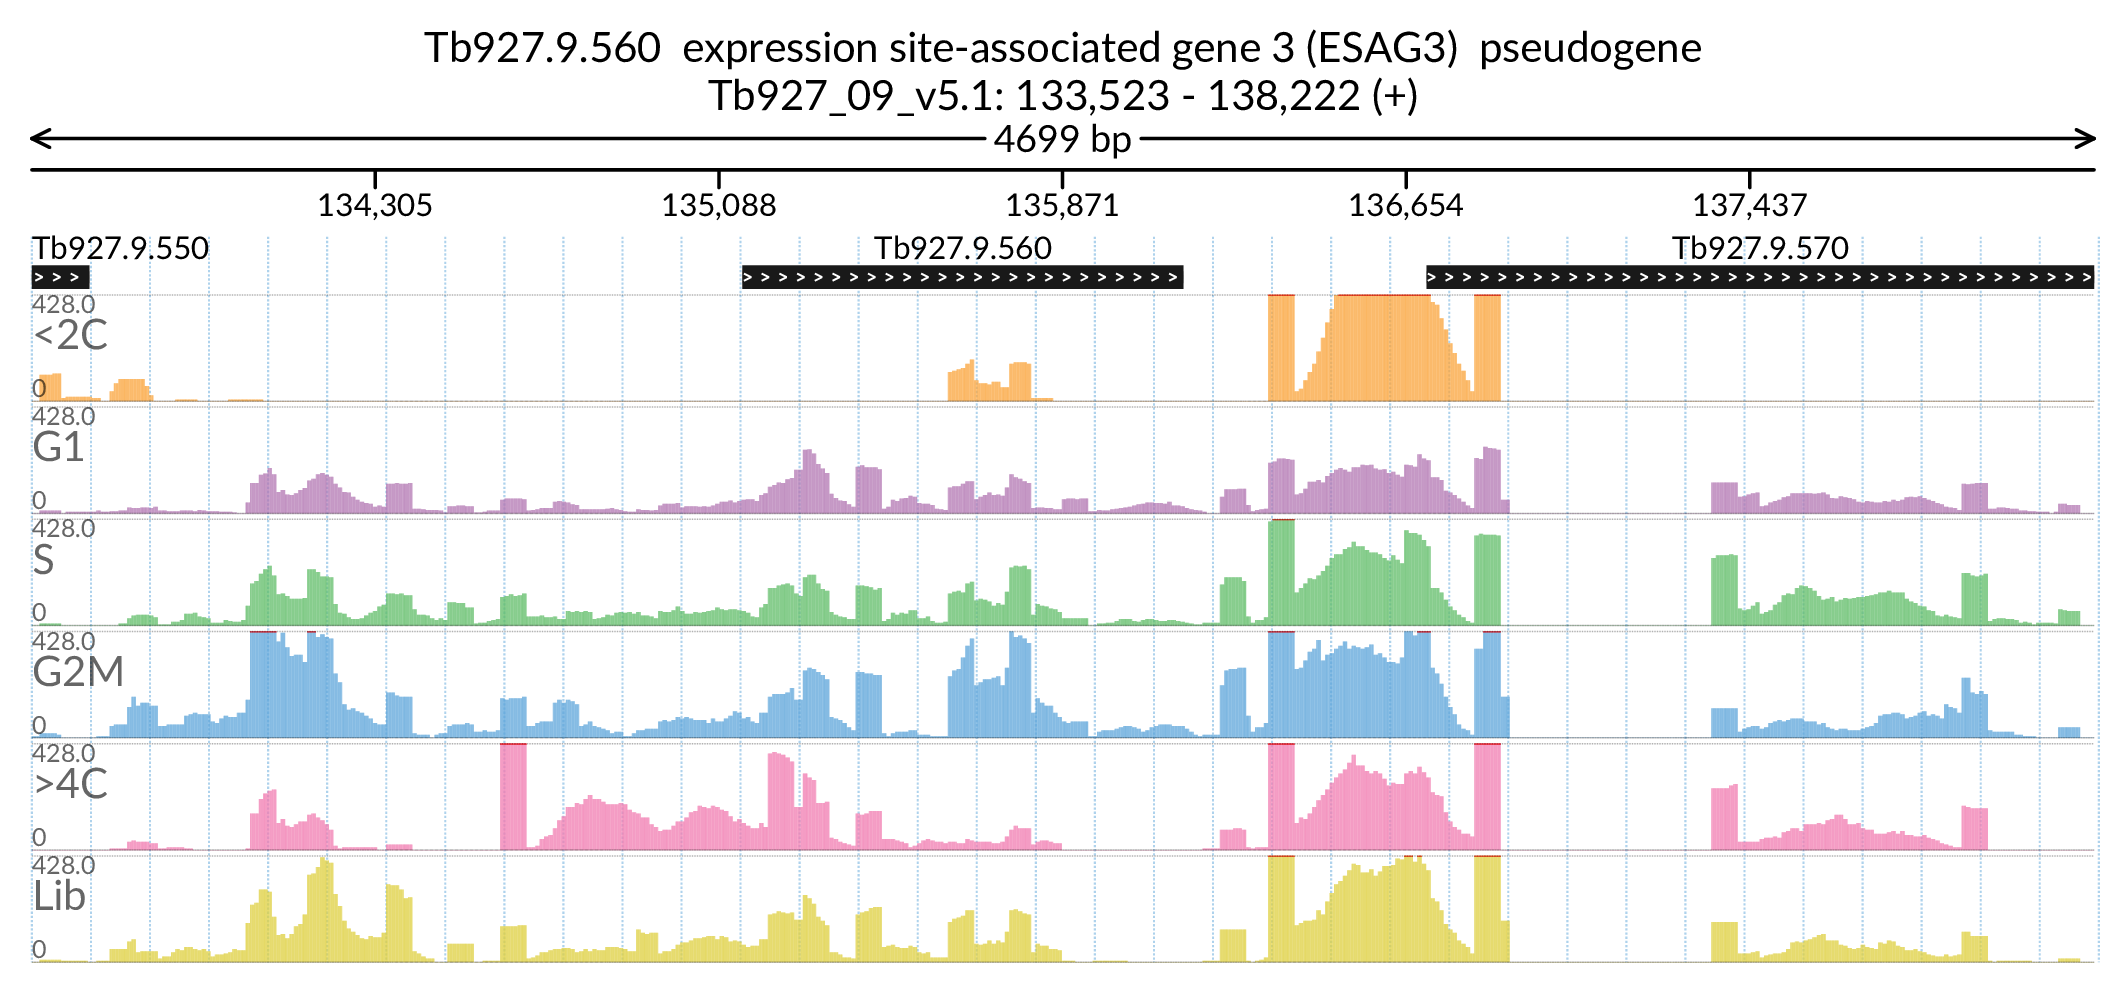 Tb927.9.560 expression site-associated gene 3 (ESAG3) pseudogene
Tb927_09_v5.1: 133,523 - 138,222 (+)
4699 bp
134,305 135,088 135,871 136,654 137,437
Tb927.9.550 Tb927.9.560 Tb927.9.570
428.0
<2C
0
428.0
G1
0
428.0
S
0
428.0
G2M
0
428.0
>4C
0
428.0
Lib
0